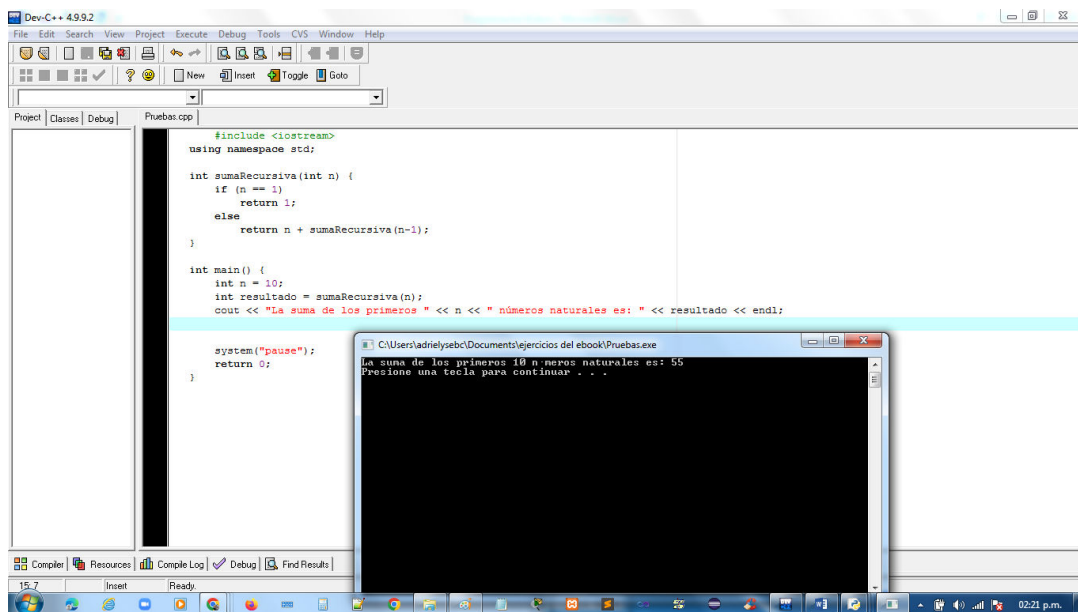 Dev-C++ 4.9.9.2
File Edit Search View Project Execute Debug Tools CVS Window Help
New Insert Toggle Goto
Project Classes Debug Pruebas.cpp
#include <iostream>
using namespace std;
int sumaRecursiva(int n) {
if (n == 1)
return 1;
else
return n + sumaRecursiva(n-1);
}
int main() {
int n = 10;
int resultado = sumaRecursiva(n);
cout << "La suma de los primeros " << n << " números naturales es: " << resultado << endl;
system("pause");
return 0;
}
C:\Users\adrielysebc\Documents\ejercicios del ebook\Pruebas.exe
La suma de los primeros 10 n·meros naturales es: 55
Presione una tecla para continuar . . .
Compiler Resources Compile Log Debug Find Results
15: 7 Insert Ready.
02:21 p.m.